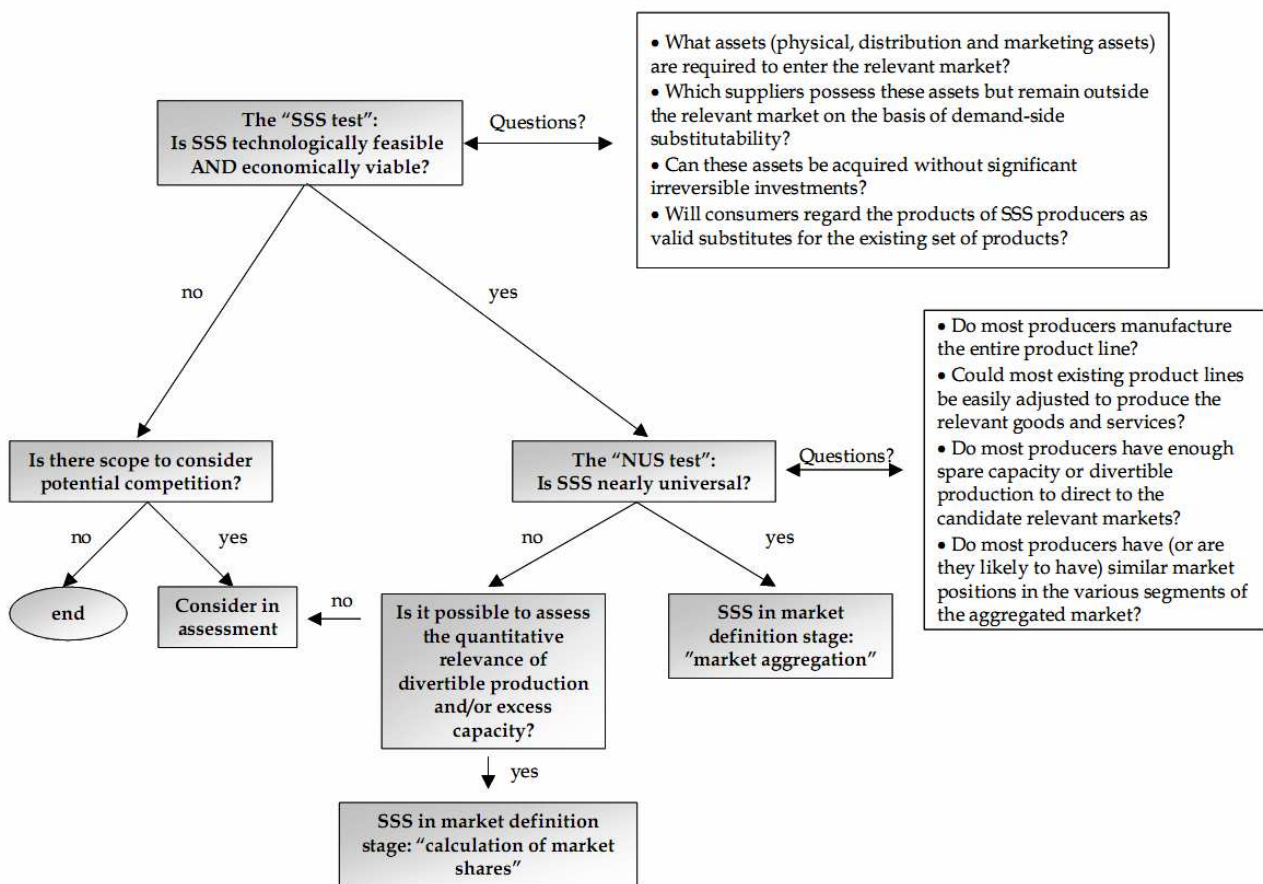 • What assets (physical, distribution and marketing assets)
are required to enter the relevant market?
• Which suppliers possess these assets but remain outside
the relevant market on the basis of demand-side
substitutability?
• Can these assets be acquired without significant
irreversible investments?
• Will consumers regard the products of SSS producers as
valid substitutes for the existing set of products?
The “SSS test”:
Is SSS technologically feasible
AND economically viable?
Questions?
no
yes
• Do most producers manufacture
the entire product line?
• Could most existing product lines
be easily adjusted to produce the
relevant goods and services?
• Do most producers have enough
spare capacity or divertible
production to direct to the
candidate relevant markets?
• Do most producers have (or are
they likely to have) similar market
positions in the various segments of
the aggregated market?
Is there scope to consider
potential competition?
The “NUS test”:
Is SSS nearly universal?
Questions?
no
yes
no
yes
end
Consider in
assessment
no
Is it possible to assess
the quantitative
relevance of
divertible production
and/or excess
capacity?
SSS in market
definition stage:
”market aggregation”
yes
SSS in market definition
stage: “calculation of market
shares”